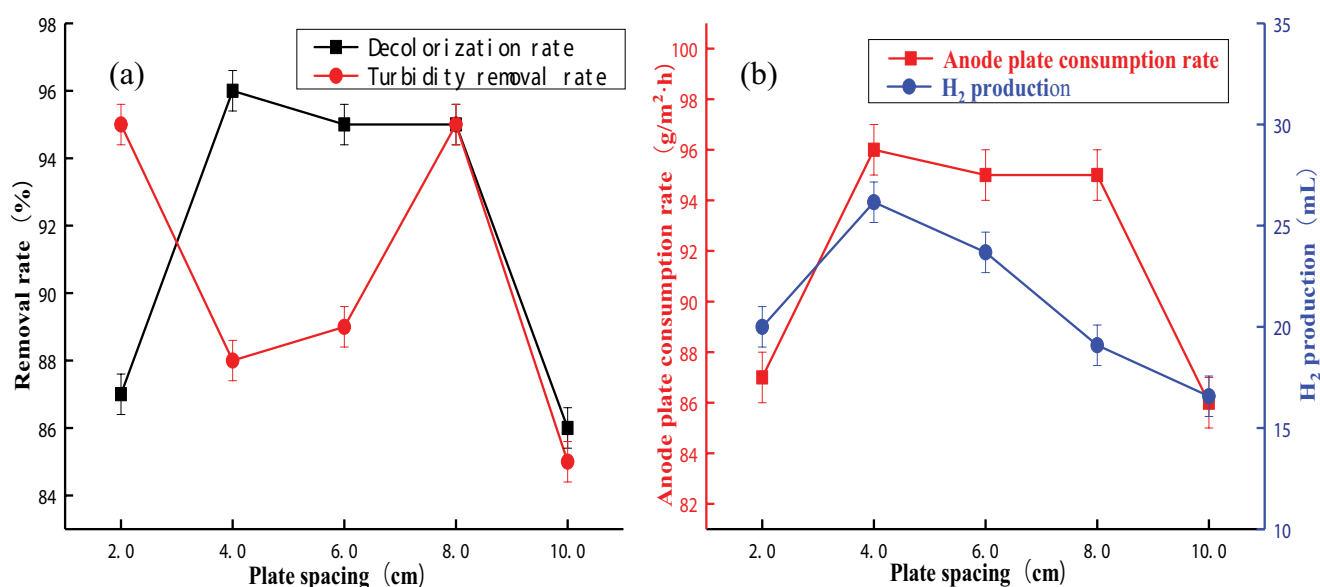 (a)
Decolorization rate
Turbidity removal rate
Removal rate (%)
98
96
94
92
90
88
86
84
2.0 4.0 6.0 8.0 10.0
Plate spacing (cm)
(b)
Anode plate consumption rate
H₂ production
Anode plate consumption rate (g/m²·h)
100
98
96
94
92
90
88
86
84
82
H₂ production (mL)
35
30
25
20
15
10
2.0 4.0 6.0 8.0 10.0
Plate spacing (cm)